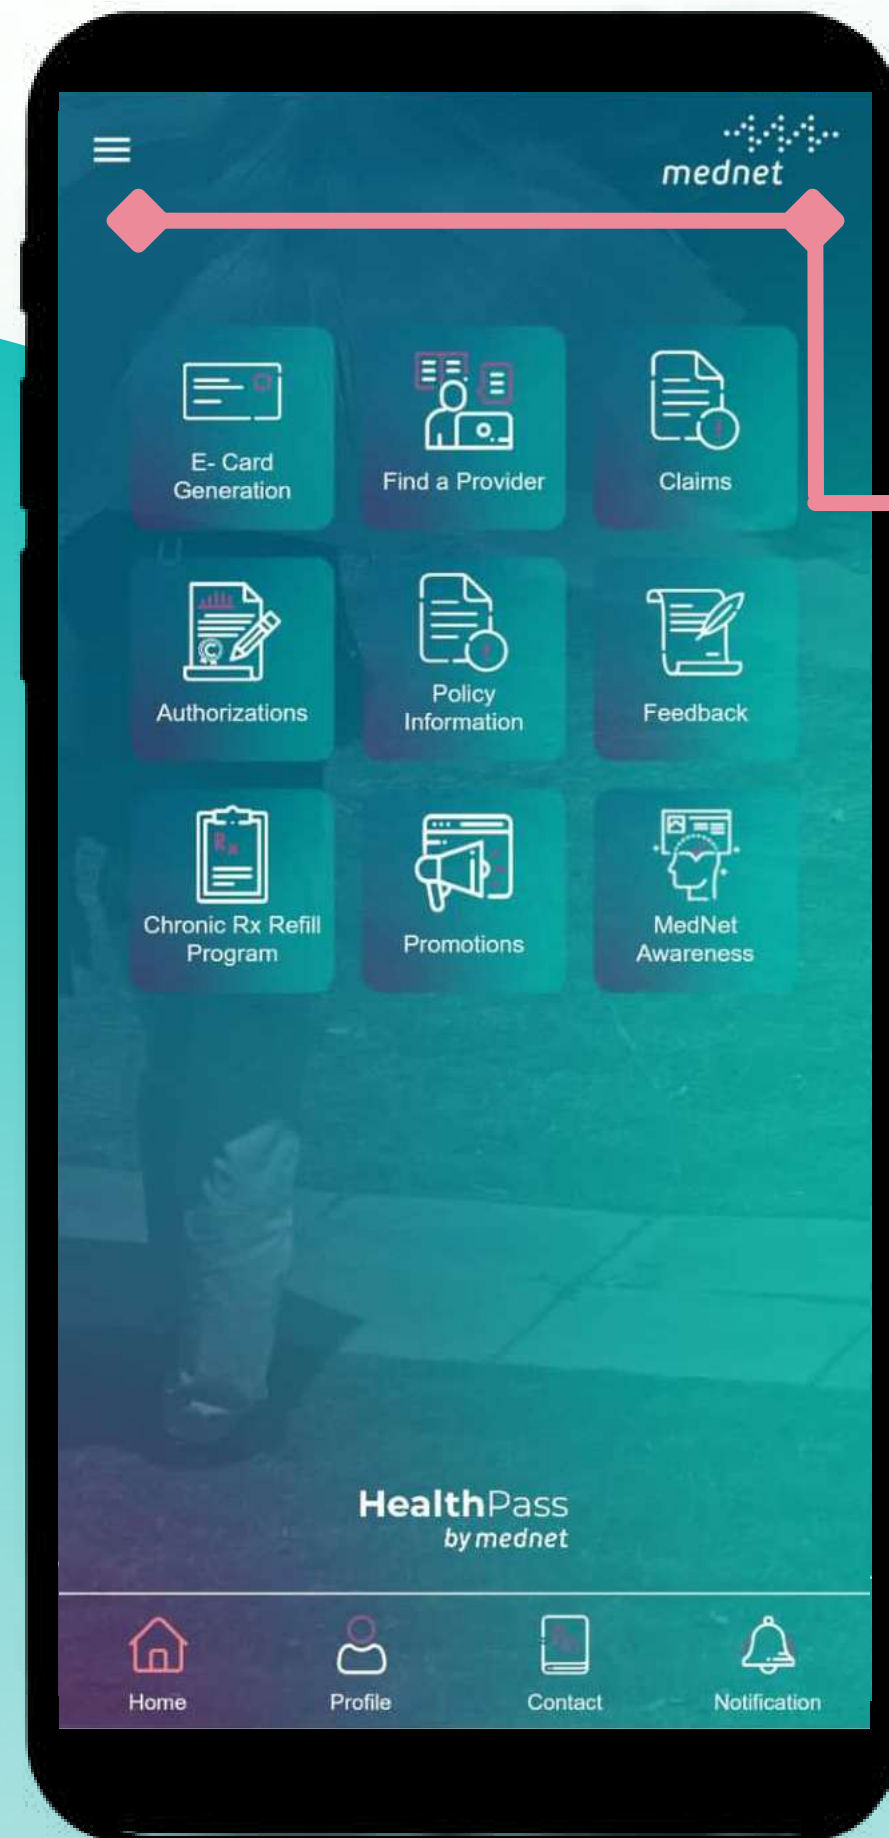 mednet
E- Card
Generation
Find a Provider
Claims
Authorizations
Policy
Information
Feedback
Chronic Rx Refill
Program
Promotions
MedNet
Awareness
HealthPass
by mednet
Home
Profile
Contact
Notification